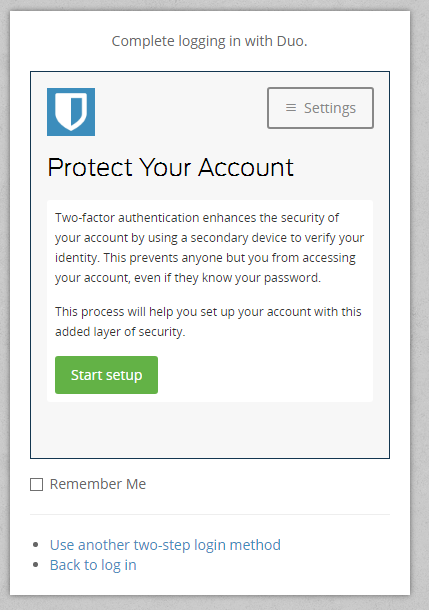 Complete logging in with Duo.
Settings
Protect Your Account
Two-factor authentication enhances the security of
your account by using a secondary device to verify your
identity. This prevents anyone but you from accessing
your account, even if they know your password.
This process will help you set up your account with this
added layer of security.
Start setup
Remember Me
Use another two-step login method
Back to log in